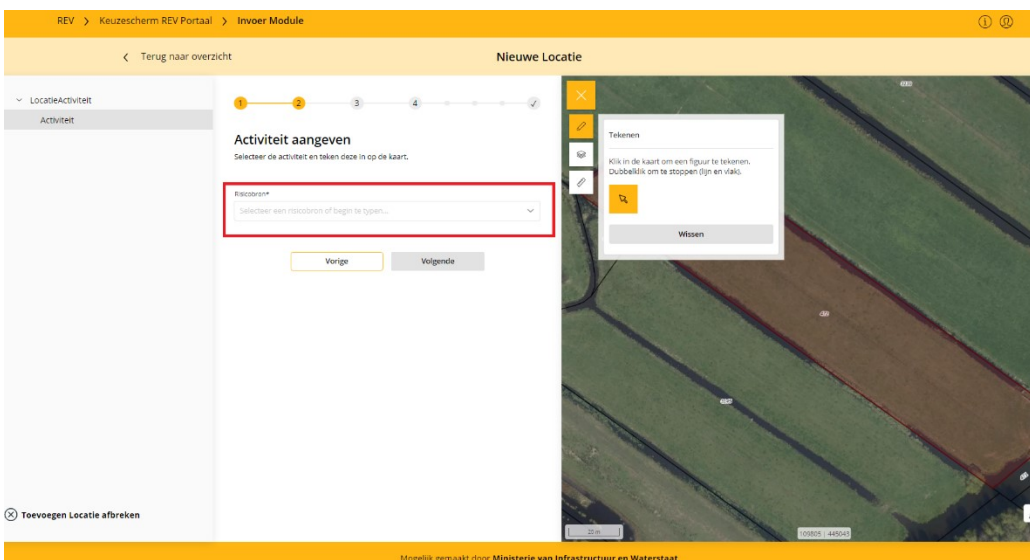 REV > Keuzescherm REV Portaal > Invoer Module
Terug naar overzicht
Nieuwe Locatie
LocatieActiviteit
Activiteit
1 2 3 4
Activiteit aangeven
Selecteer de activiteit en teken deze in op de kaart.
Risicobron*
Selecteer een risicobron of begin te typen...
Vorige
Volgende
Toevoegen Locatie afbreken
Tekenen
Klik in de kaart om een figuur te tekenen.
Dubbelklik om te stoppen (lijn en vlak).
Wissen
20 m
109805 | 445043
Mogelijk gemaakt door Ministerie van Infrastructuur en Waterstaat